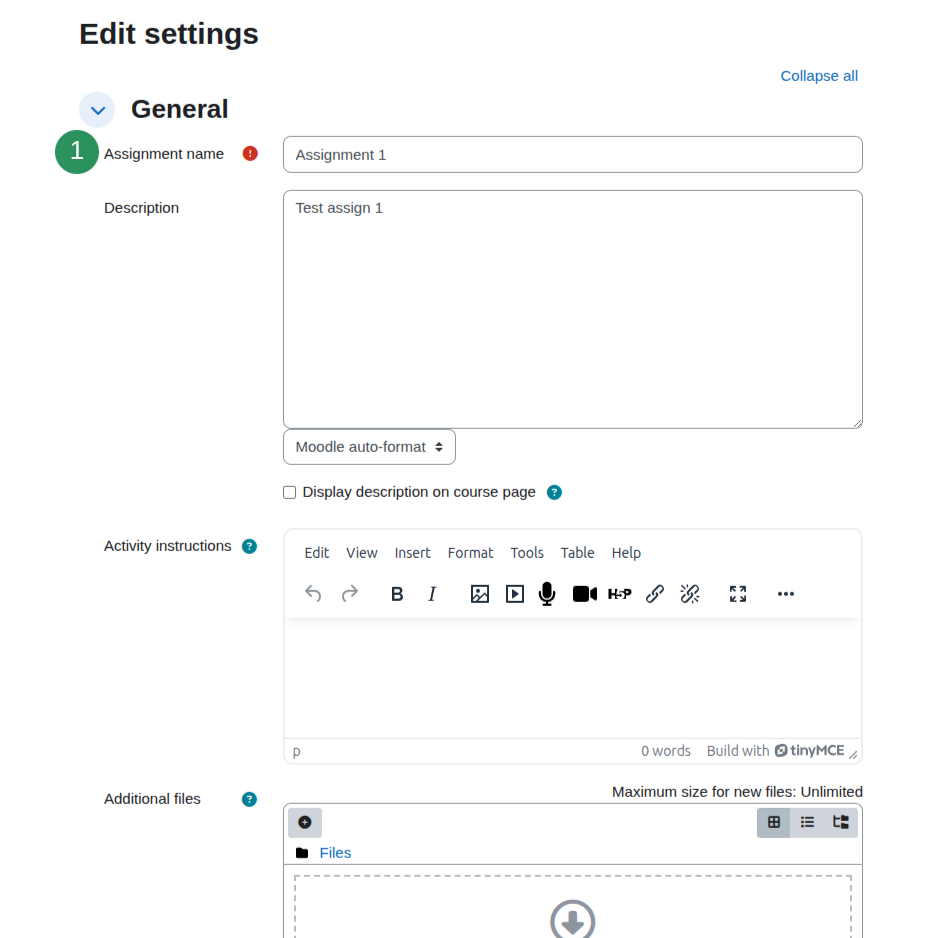 Edit settings
Collapse all
General
1 Assignment name ! Assignment 1
Description Test assign 1
Moodle auto-format
Display description on course page ?
Activity instructions ?
Edit View Insert Format Tools Table Help
B I H5P
p 0 words Build with tinyMCE
Additional files ? Maximum size for new files: Unlimited
Files